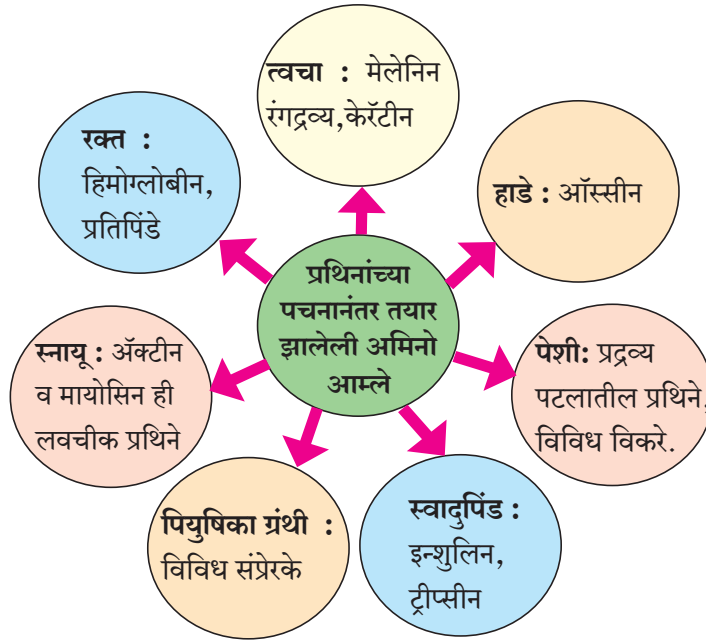 त्वचा : मेलेनिन
रंगद्रव्य,केरॅटीन
रक्त :
हिमोग्लोबीन,
प्रतिपिंडे
हाडे : ऑस्सीन
प्रथिनांच्या
पचनानंतर तयार
झालेली अमिनो
आम्ले
स्नायू : ॲक्टीन
व मायोसिन ही
लवचीक प्रथिने
पेशी: प्रद्रव्य
पटलातील प्रथिने,
विविध विकरे.
पियुषिका ग्रंथी :
विविध संप्रेरके
स्वादुपिंड :
इन्शुलिन,
ट्रीप्सीन